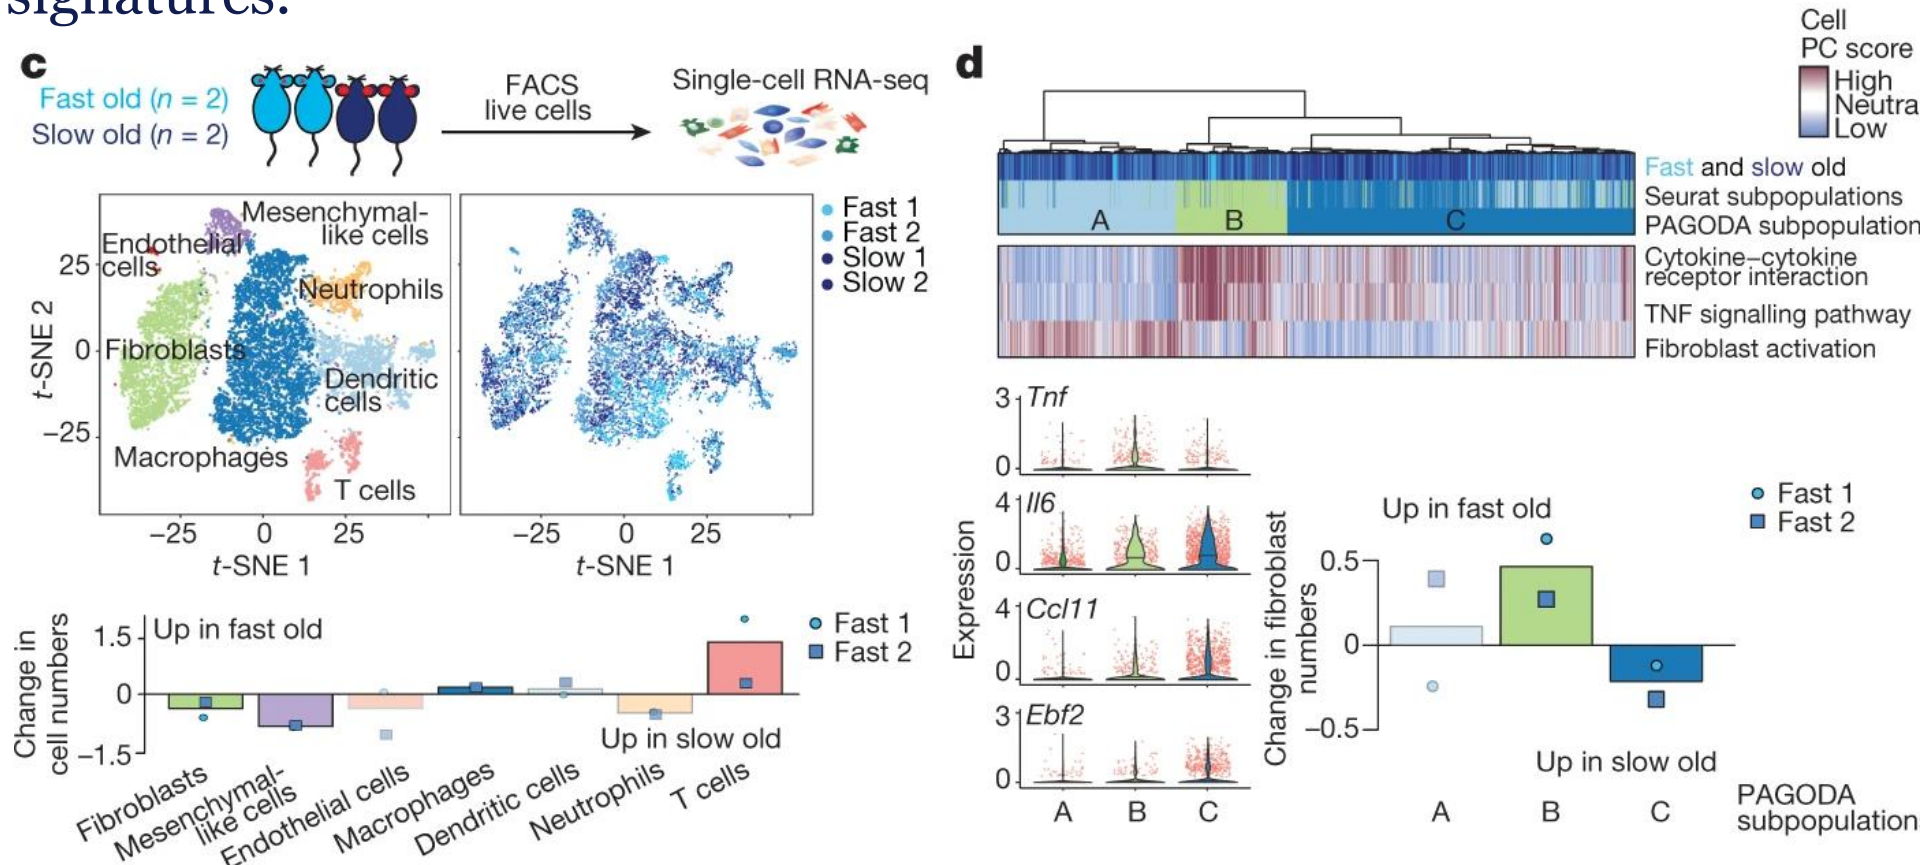 signatures.
c
Fast old (n = 2)
Slow old (n = 2)
FACS
live cells
Single-cell RNA-seq
Mesenchymal-
like cells
Endothelial
cells
Neutrophils
Fibroblasts
Dendritic
cells
Macrophages
T cells
25
0
−25
t-SNE 2
−25 0 25
t-SNE 1
−25 0 25
t-SNE 1
Fast 1
Fast 2
Slow 1
Slow 2
Change in
cell numbers
1.5
0
−1.5
Up in fast old
Up in slow old
Fast 1
Fast 2
Fibroblasts
Mesenchymal-
like cells
Endothelial cells
Macrophages
Dendritic cells
Neutrophils
T cells
d
Cell
PC score
High
Neutra
Low
Fast and slow old
Seurat subpopulations
PAGODA subpopulation
A B C
Cytokine–cytokine
receptor interaction
TNF signalling pathway
Fibroblast activation
Expression
3 Tnf
0
4 Il6
0
4 Ccl11
0
3 Ebf2
0
A B C
Change in fibroblast
numbers
Up in fast old
0.5
0
−0.5
Up in slow old
Fast 1
Fast 2
A B C
PAGODA
subpopulation